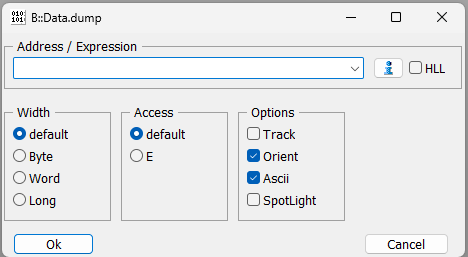 B::Data.dump
Address / Expression
HLL
Width
default
Byte
Word
Long
Access
default
E
Options
Track
Orient
Ascii
SpotLight
Ok
Cancel